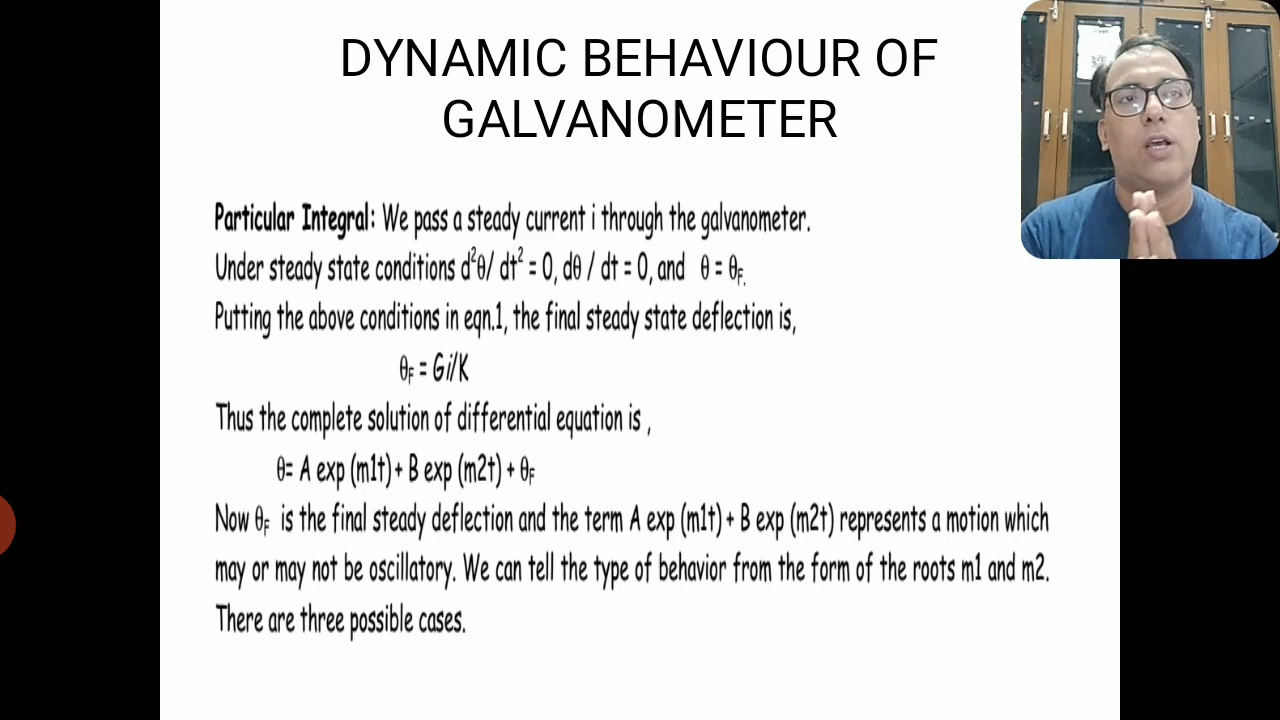 DYNAMIC BEHAVIOUR OF
GALVANOMETER
Particular Integral: We pass a steady current i through the galvanometer.
Under steady state conditions d²θ/ dt² = 0, dθ / dt = 0, and θ = θF.
Putting the above conditions in eqn.1, the final steady state deflection is,
θF = Gi/K
Thus the complete solution of differential equation is ,
θ= A exp (m1t) + B exp (m2t) + θF
Now θF is the final steady deflection and the term A exp (m1t) + B exp (m2t) represents a motion which
may or may not be oscillatory. We can tell the type of behavior from the form of the roots m1 and m2.
There are three possible cases.